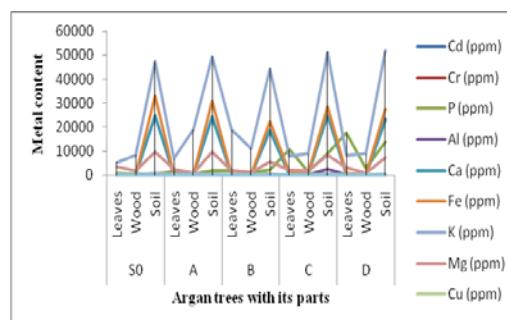 Metal content
60000
50000
40000
30000
20000
10000
0
Leaves
Wood
Soil
Leaves
Wood
Soil
Leaves
Wood
Soil
Leaves
Wood
Soil
Leaves
Wood
Soil
S0
A
B
C
D
Argan trees with its parts
Cd (ppm)
Cr (ppm)
P (ppm)
Al (ppm)
Ca (ppm)
Fe (ppm)
K (ppm)
Mg (ppm)
Cu (ppm)